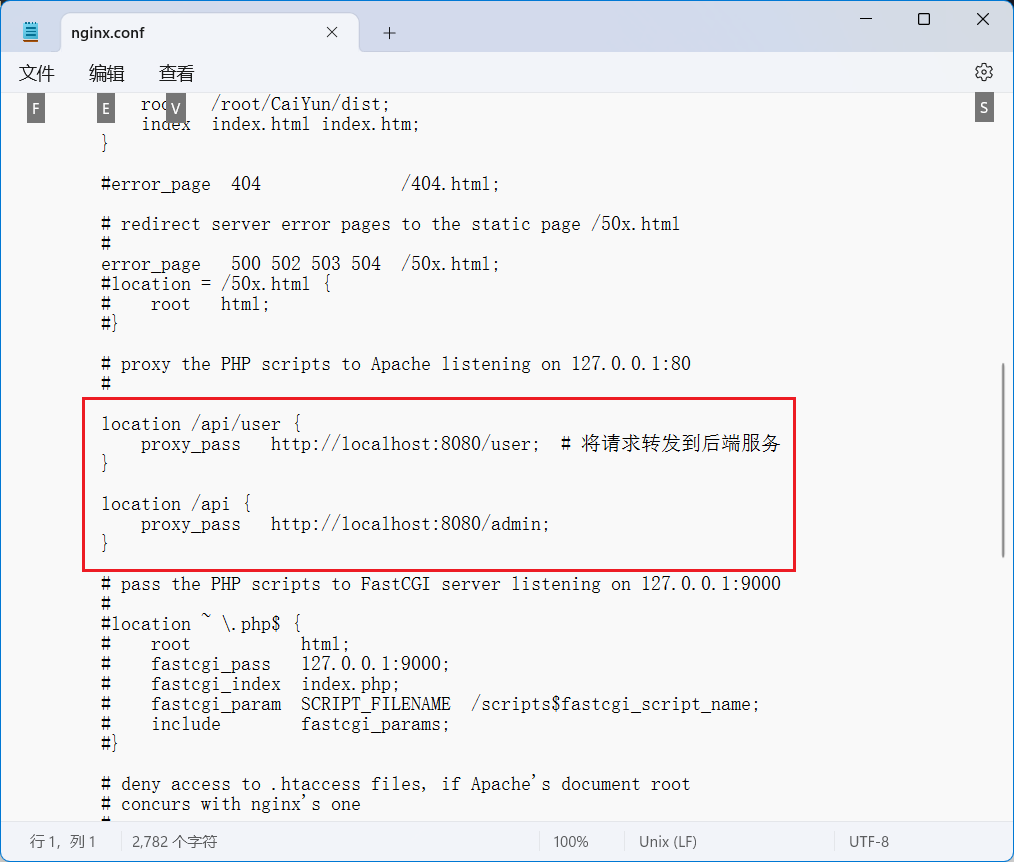 nginx.conf
文件 编辑 查看
F E V S
root /root/CaiYun/dist;
index index.html index.htm;
}
#error_page 404 /404.html;
# redirect server error pages to the static page /50x.html
#
error_page 500 502 503 504 /50x.html;
#location = /50x.html {
# root html;
#}
# proxy the PHP scripts to Apache listening on 127.0.0.1:80
#
location /api/user {
proxy_pass http://localhost:8080/user; # 将请求转发到后端服务
}
location /api {
proxy_pass http://localhost:8080/admin;
}
# pass the PHP scripts to FastCGI server listening on 127.0.0.1:9000
#
#location ~ \.php$ {
# root html;
# fastcgi_pass 127.0.0.1:9000;
# fastcgi_index index.php;
# fastcgi_param SCRIPT_FILENAME /scripts$fastcgi_script_name;
# include fastcgi_params;
#}
# deny access to .htaccess files, if Apache's document root
# concurs with nginx's one
#
行 1，列 1 2,782 个字符 100% Unix (LF) UTF-8